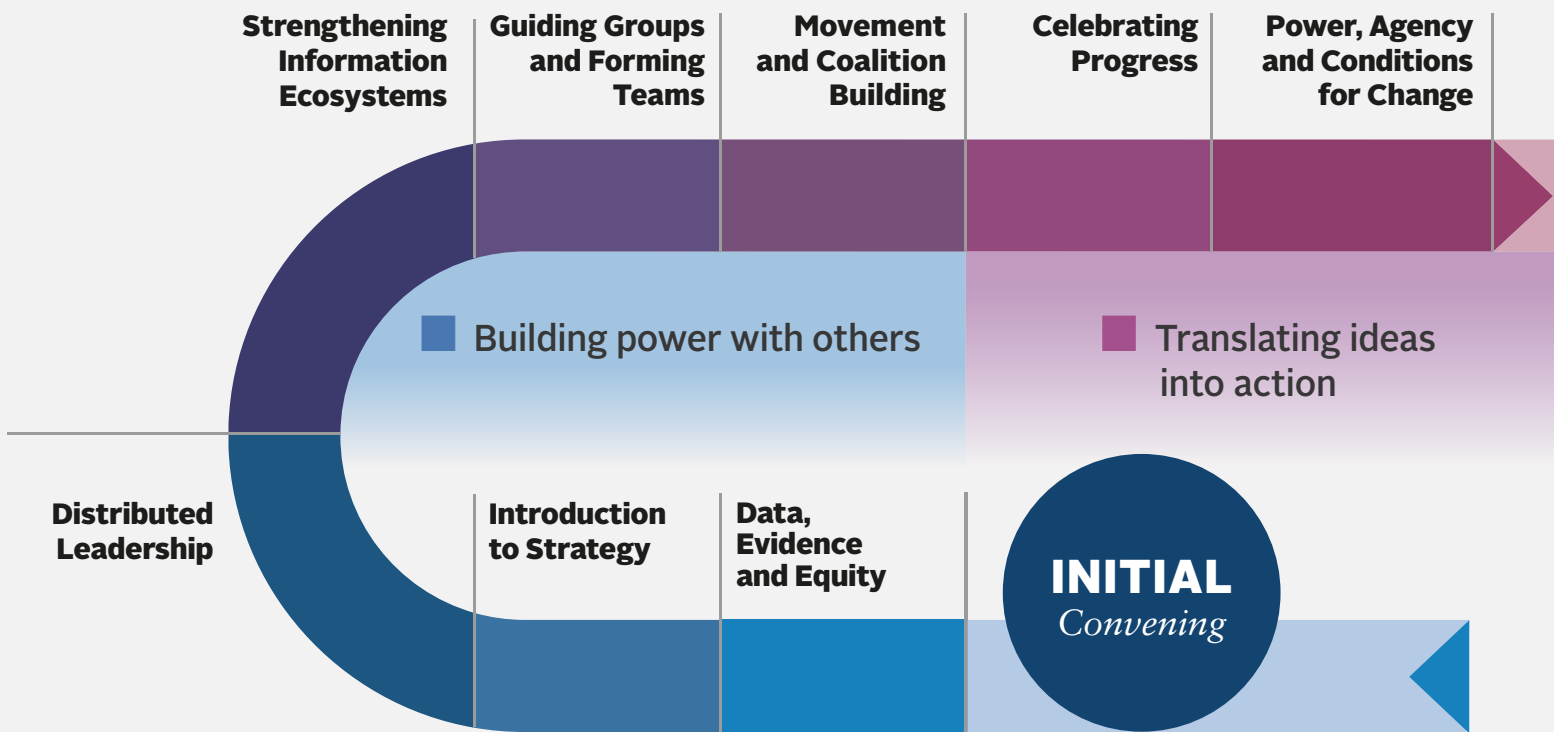 Strengthening
Information
Ecosystems
Guiding Groups
and Forming
Teams
Movement
and Coalition
Building
Celebrating
Progress
Power, Agency
and Conditions
for Change
Building power with others
Translating ideas
into action
Distributed
Leadership
Introduction
to Strategy
Data,
Evidence
and Equity
INITIAL
Convening